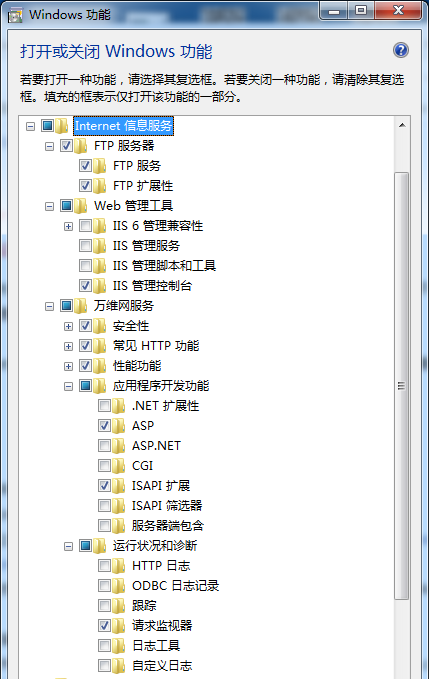 Windows 功能
打开或关闭 Windows 功能
若要打开一种功能，请选择其复选框。若要关闭一种功能，请清除其复选
框。填充的框表示仅打开该功能的一部分。
Internet 信息服务
FTP 服务器
FTP 服务
FTP 扩展性
Web 管理工具
IIS 6 管理兼容性
IIS 管理服务
IIS 管理脚本和工具
IIS 管理控制台
万维网服务
安全性
常见 HTTP 功能
性能功能
应用程序开发功能
.NET 扩展性
ASP
ASP.NET
CGI
ISAPI 扩展
ISAPI 筛选器
服务器端包含
运行状况和诊断
HTTP 日志
ODBC 日志记录
跟踪
请求监视器
日志工具
自定义日志